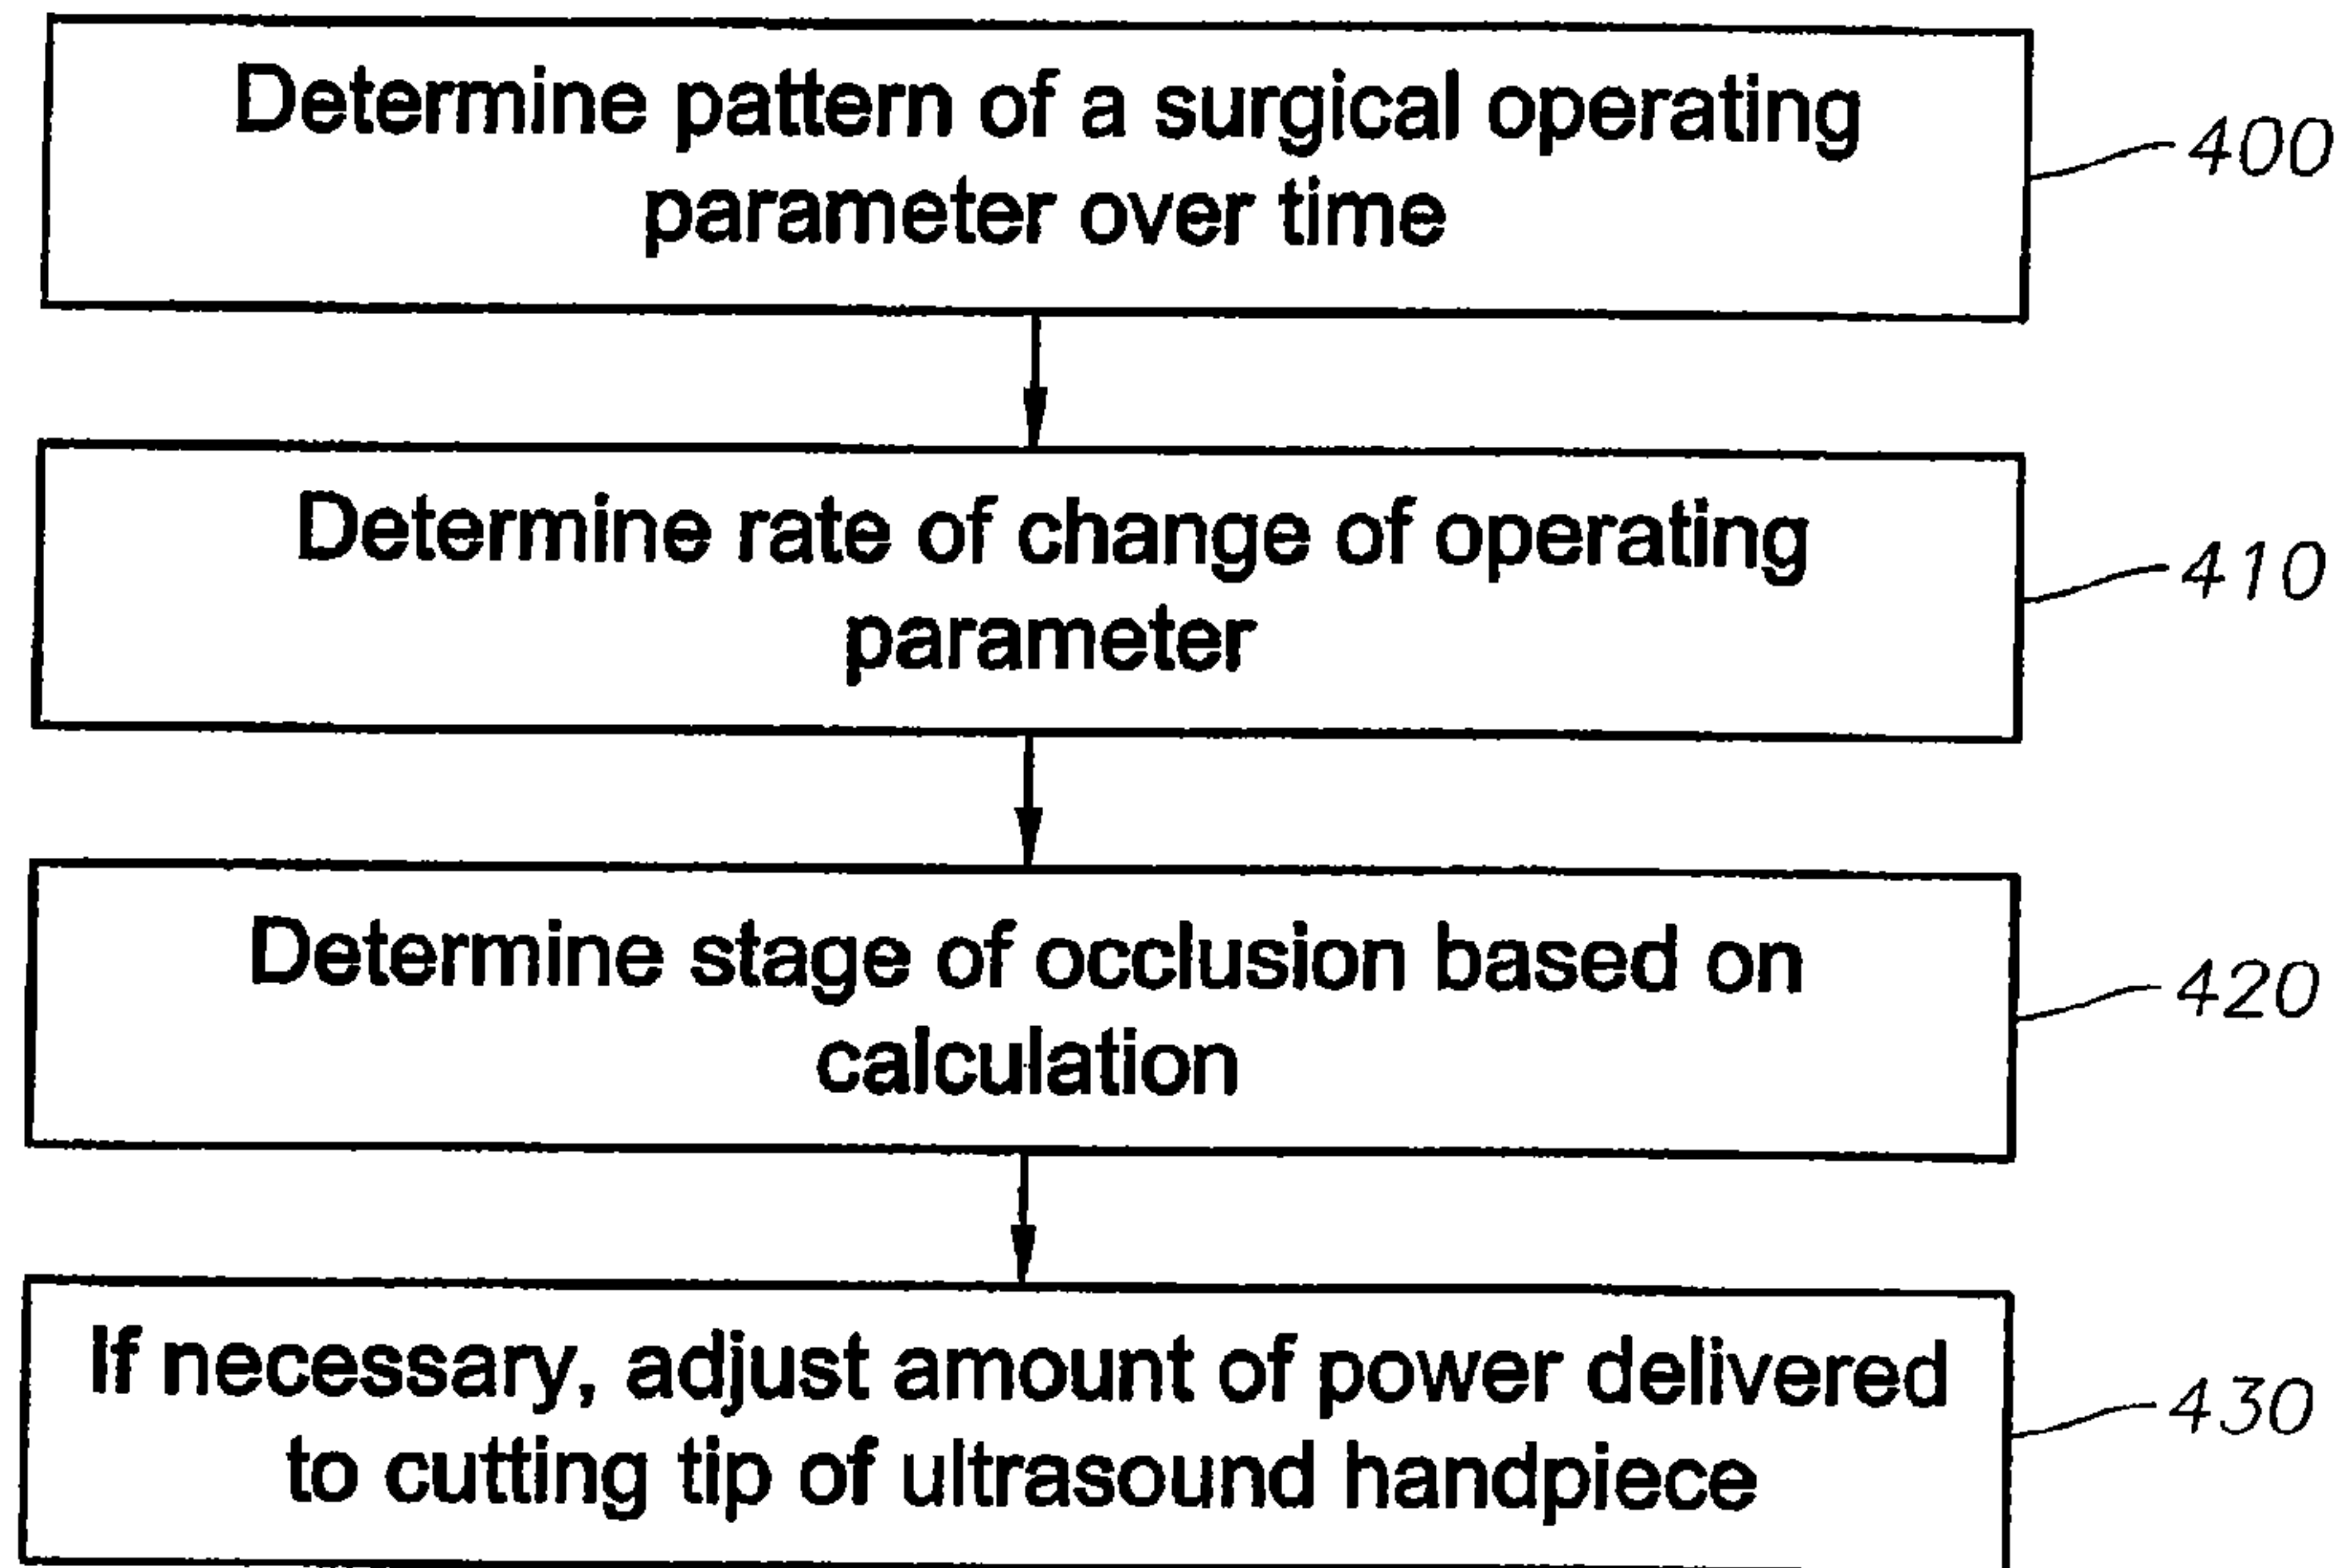 Determine pattern of a surgical operating
parameter over time
400
Determine rate of change of operating
parameter
410
Determine stage of occlusion based on
calculation
420
If necessary, adjust amount of power delivered
to cutting tip of ultrasound handpiece
430